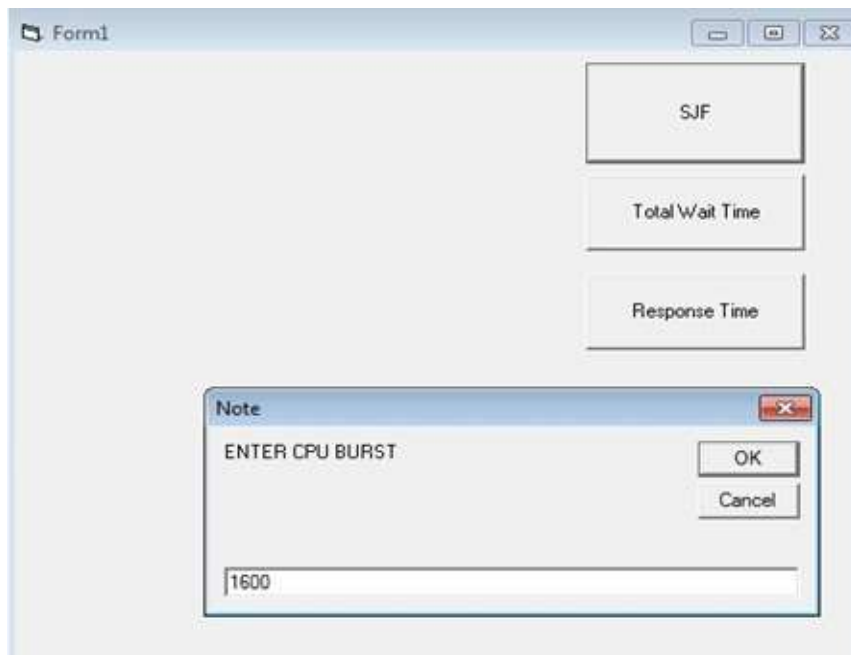 Form1
SJF
Total Wait Time
Response Time
Note
ENTER CPU BURST
OK
Cancel
1600